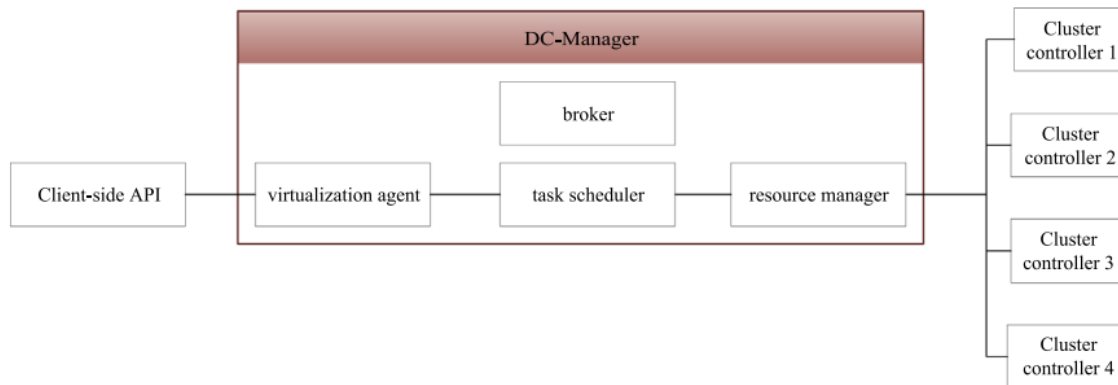 DC-Manager
broker
Client-side API
virtualization agent
task scheduler
resource manager
Cluster
controller 1
Cluster
controller 2
Cluster
controller 3
Cluster
controller 4